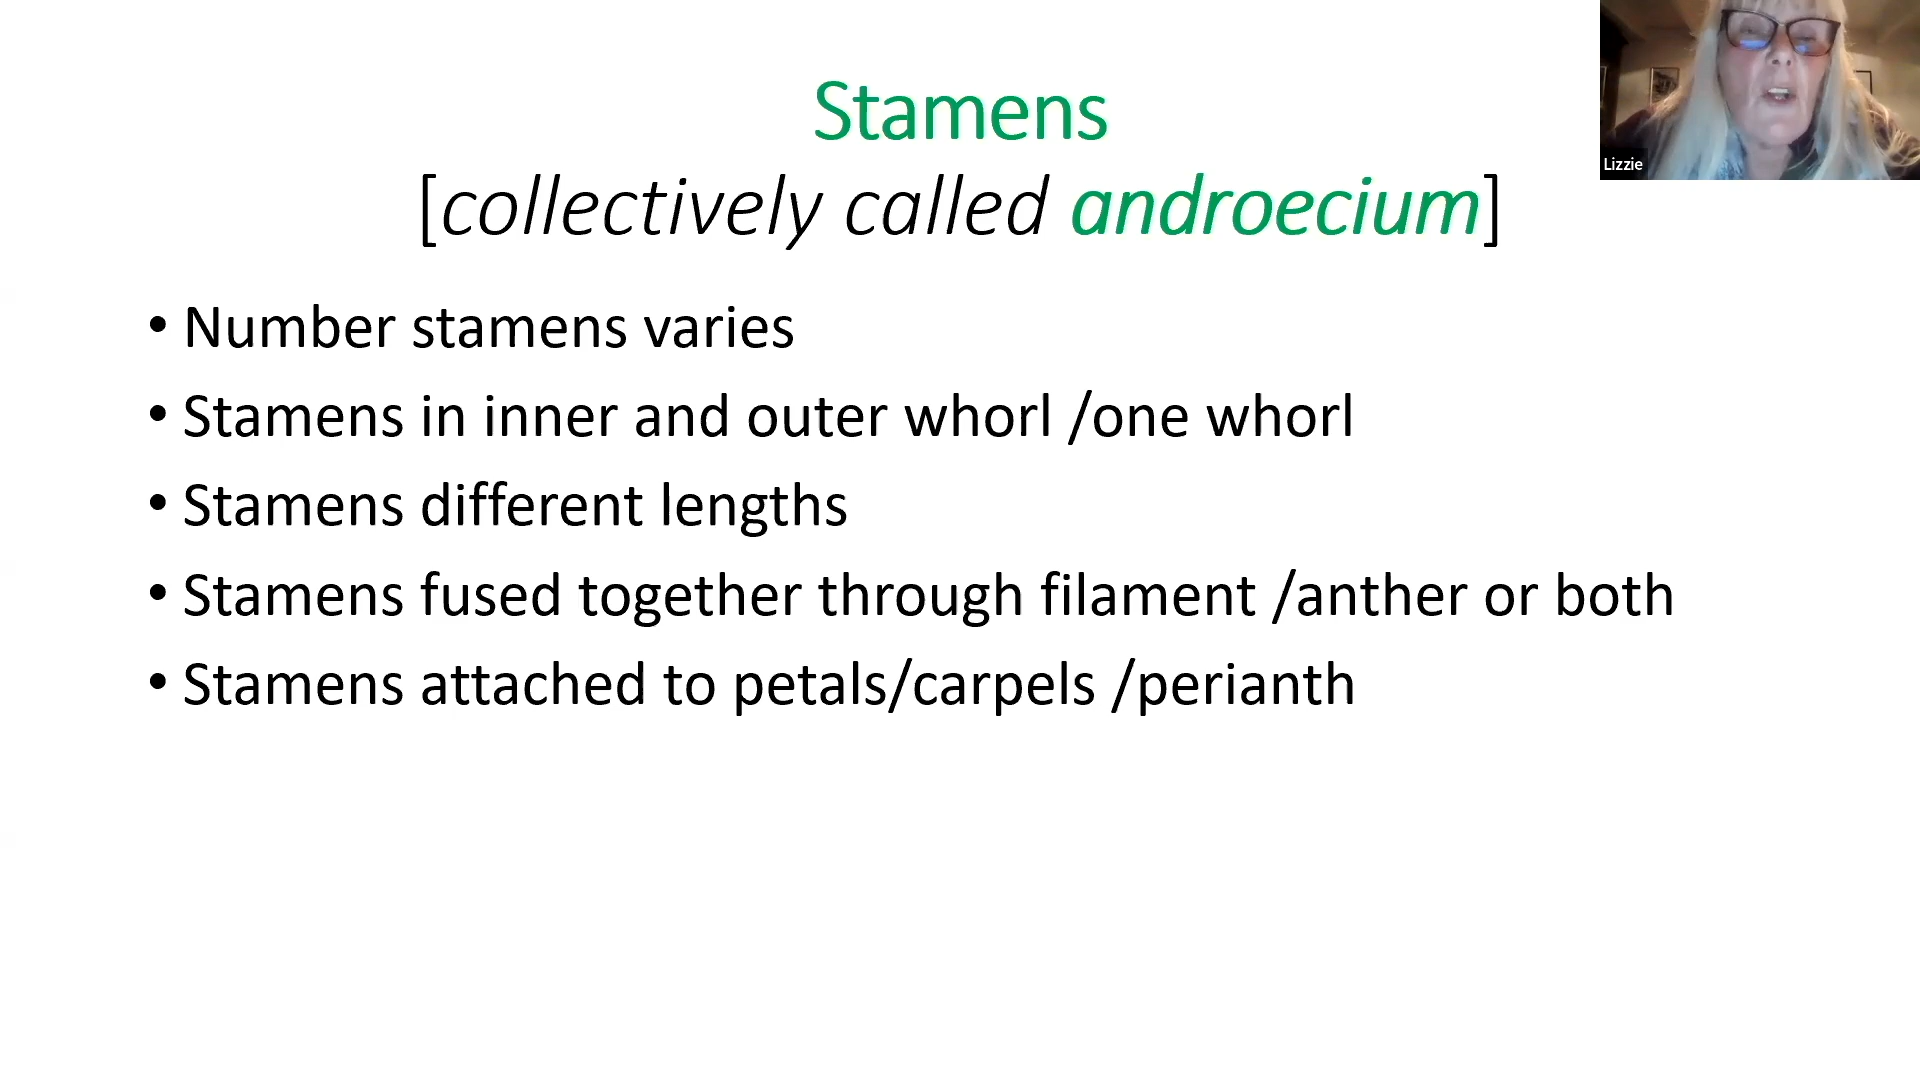 Stamens
[collectively called androecium]
Lizzie
• Number stamens varies
• Stamens in inner and outer whorl /one whorl
• Stamens different lengths
• Stamens fused together through filament /anther or both
• Stamens attached to petals/carpels /perianth